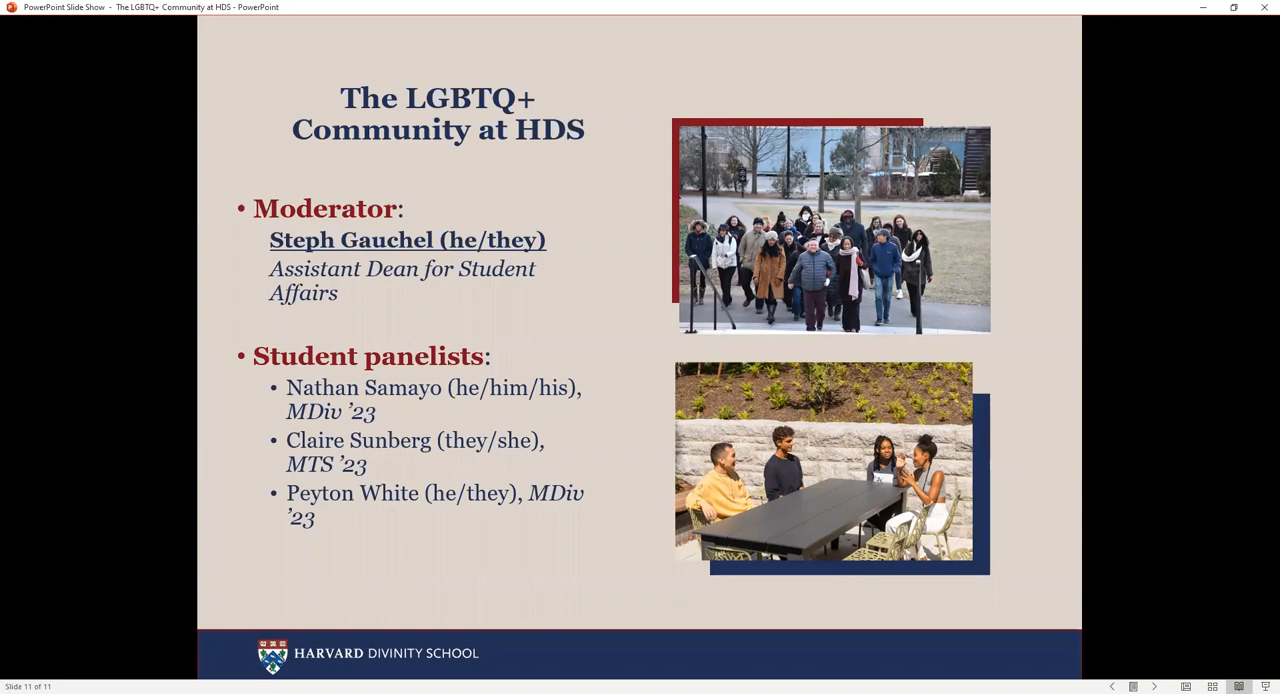 PowerPoint Slide Show - The LGBTQ+ Community at HDS - PowerPoint
The LGBTQ+
Community at HDS
• Moderator:
Steph Gauchel (he/they)
Assistant Dean for Student
Affairs
• Student panelists:
• Nathan Samayo (he/him/his),
MDiv ’23
• Claire Sunberg (they/she),
MTS ’23
• Peyton White (he/they), MDiv
’23
HARVARD DIVINITY SCHOOL
Slide 11 of 11